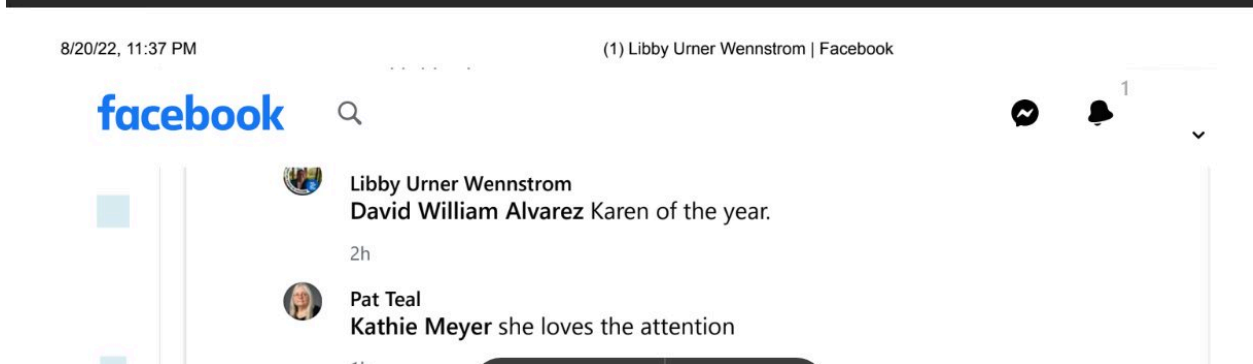 8/20/22, 11:37 PM (1) Libby Urner Wennstrom | Facebook
facebook 1
Libby Urner Wennstrom
David William Alvarez Karen of the year.
2h
Pat Teal
Kathie Meyer she loves the attention